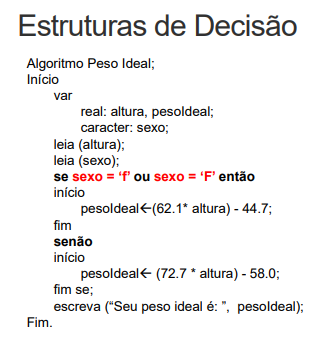 Estruturas de Decisão
Algoritmo Peso Ideal;
Início
var
real: altura, pesoIdeal;
caracter: sexo;
leia (altura);
leia (sexo);
se sexo = ‘f’ ou sexo = ‘F’ então
início
pesoIdeal←(62.1* altura) - 44.7;
fim
senão
início
pesoIdeal← (72.7 * altura) - 58.0;
fim se;
escreva (“Seu peso ideal é: ”, pesoIdeal);
Fim.